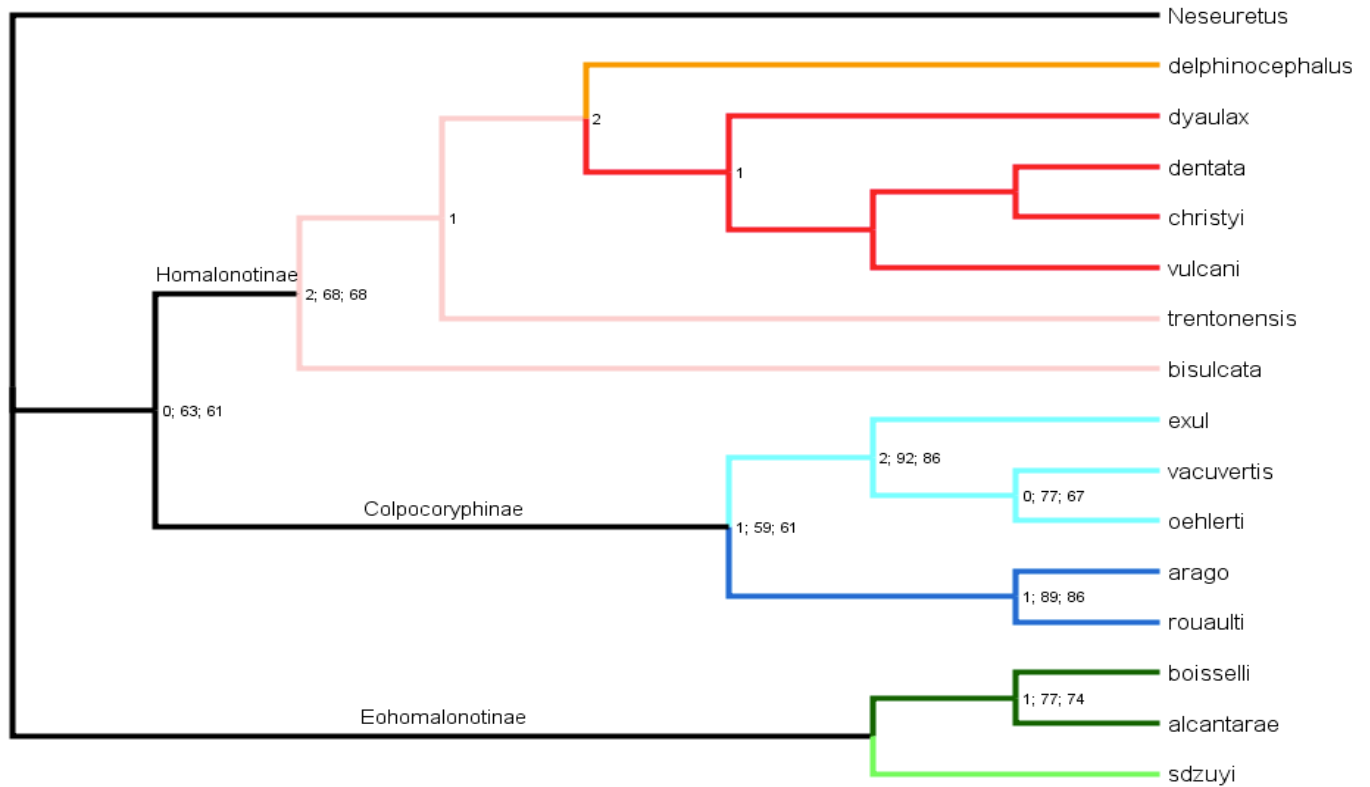 Neseuretus
delphinocephalus
2
dyaulax
dentata
1
christyi
1
vulcani
Homalonotinae
2; 68; 68
trentonensis
bisulcata
0; 63; 61
exul
2; 92; 86
vacuvertis
0; 77; 67
Colpocoryphinae
oehlerti
1; 59; 61
arago
1; 89; 86
rouaulti
boisselli
1; 77; 74
Eohomalonotinae
alcantarae
sdzuyi